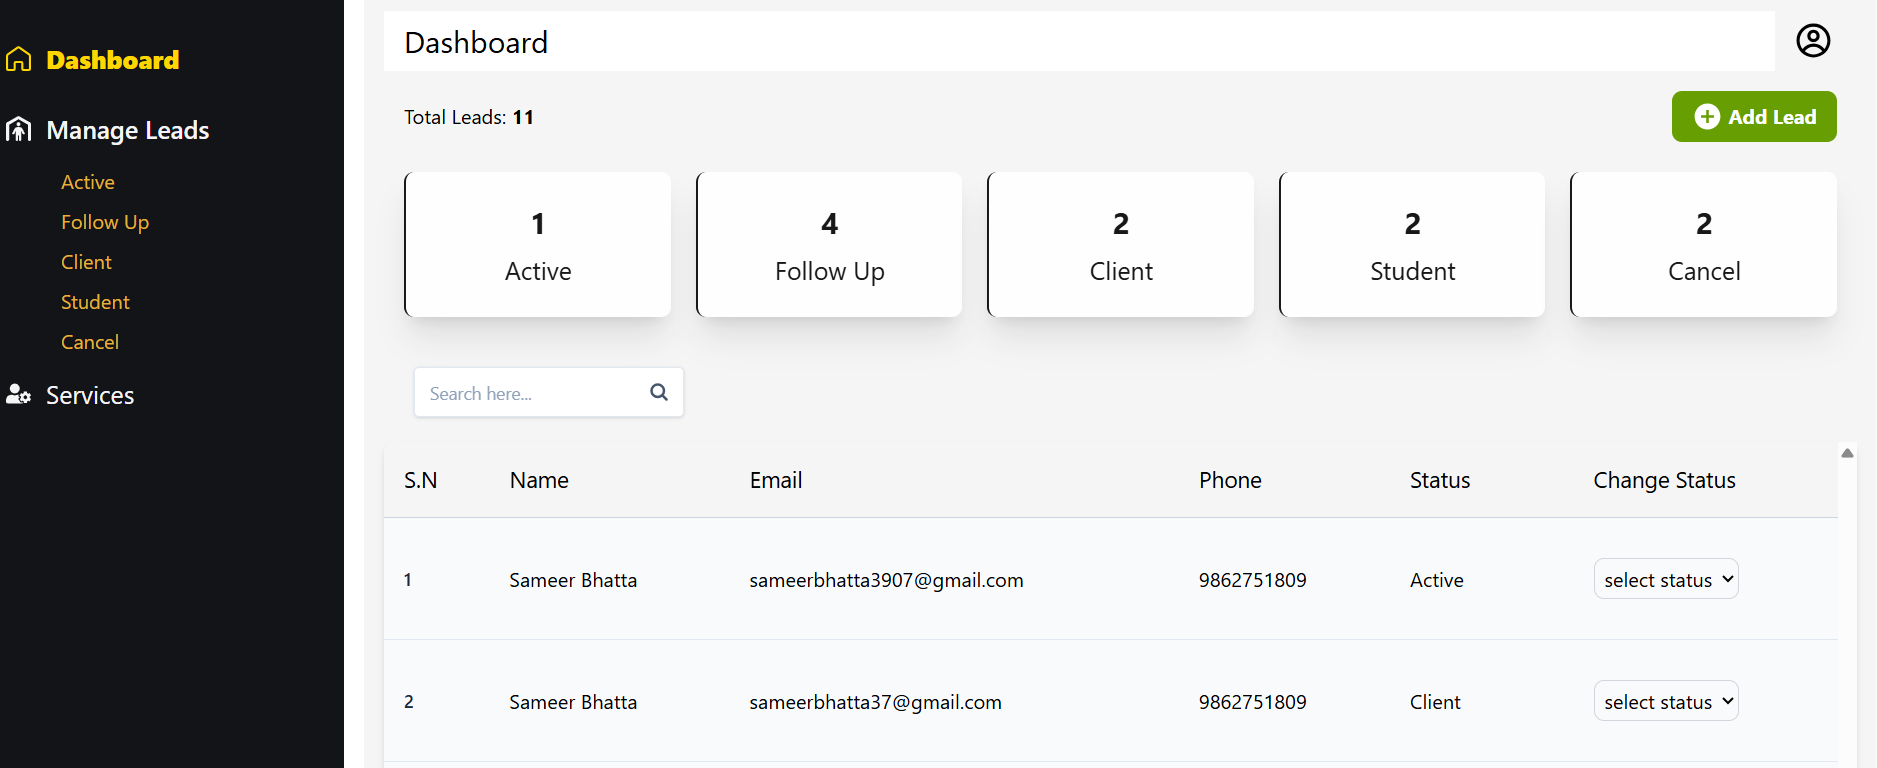 Dashboard
Manage Leads
Active
Follow Up
Client
Student
Cancel
Services
Dashboard
Total Leads: 11
Add Lead
1
Active
4
Follow Up
2
Client
2
Student
2
Cancel
Search here...
S.N Name Email Phone Status Change Status
1 Sameer Bhatta sameerbhatta3907@gmail.com 9862751809 Active select status
2 Sameer Bhatta sameerbhatta37@gmail.com 9862751809 Client select status